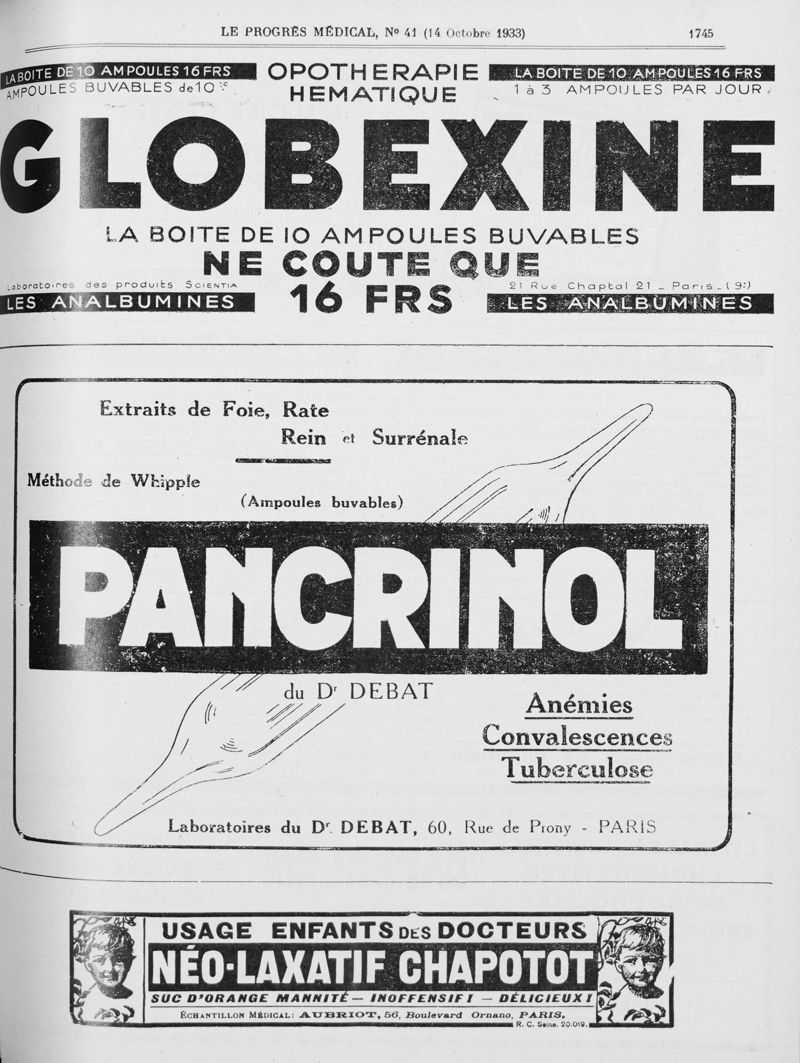 LE PROGRÈS MÉDICAL, Nº 41 (14 Octobre 1933) 1745
LA BOITE DE 10 AMPOULES 16 FRS
AMPOULES BUVABLES de 10
OPOTHERAPIE
HEMATIQUE
LA BOITE DE 10 AMPOULES 16 FRS
1 à 3 AMPOULES PAR JOUR
GLOBEXINE
LA BOITE DE 10 AMPOULES BUVABLES
NE COUTE QUE
16 FRS
Laboratoires des produits SCIENTIA
LES ANALBUMINES
21 Rue Chaptal 21 _ Paris _ (9e)
LES ANALBUMINES
Extraits de Foie, Rate
Rein et Surrénale
Méthode de Whipple
(Ampoules buvables)
PANCRINOL
du Dr DEBAT
Anémies
Convalescences
Tuberculose
Laboratoires du Dr DEBAT, 60, Rue de Prony - PARIS
USAGE ENFANTS DES DOCTEURS
NÉO-LAXATIF CHAPOTOT
SUC D'ORANGE MANNITÉ — INOFFENSIF! — DÉLICIEUX!
ÉCHANTILLON MÉDICAL: AUBRIOT, 56, Boulevard Ornano, PARIS.
R. C. Seine. 20.019.